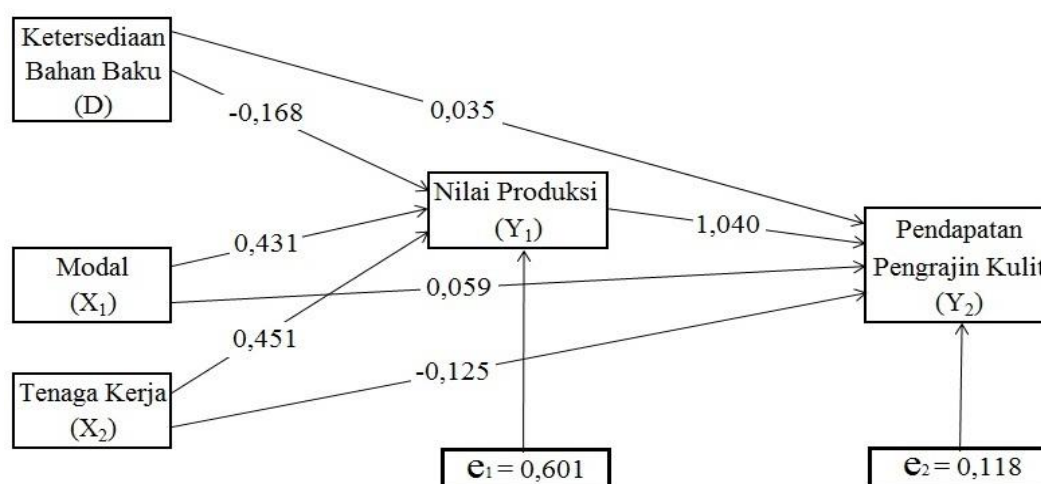 Ketersediaan
Bahan Baku
(D)
0,035
-0,168
Nilai Produksi
(Y₁)
1,040
Pendapatan
Pengrajin Kulit
(Y₂)
0,431
Modal
(X₁)
0,059
0,451
Tenaga Kerja
(X₂)
-0,125
e₁ = 0,601
e₂ = 0,118